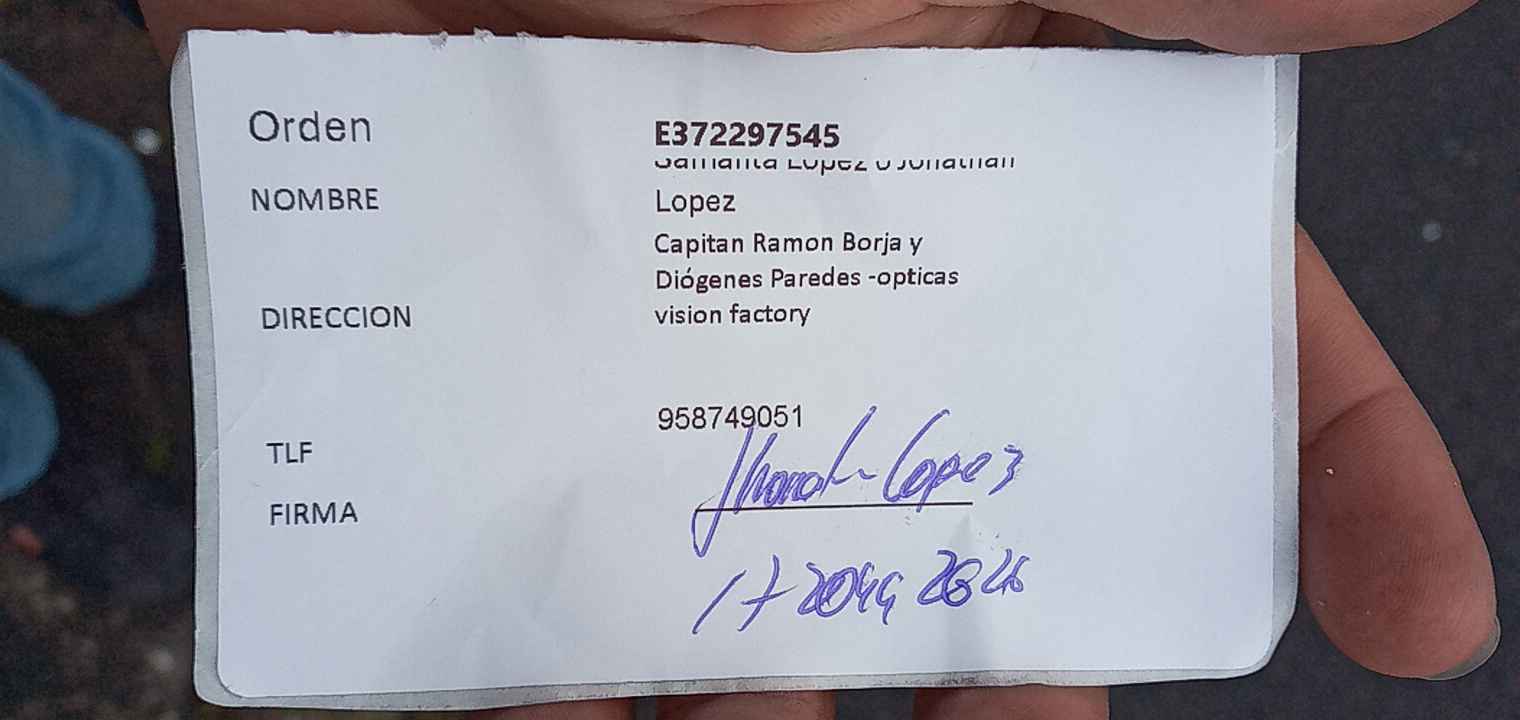 Orden E372297545
Samanta Lopez o Jonathan
NOMBRE Lopez
Capitan Ramon Borja y
Diógenes Paredes -opticas
DIRECCION vision factory
958749051
TLF
Lopez
FIRMA